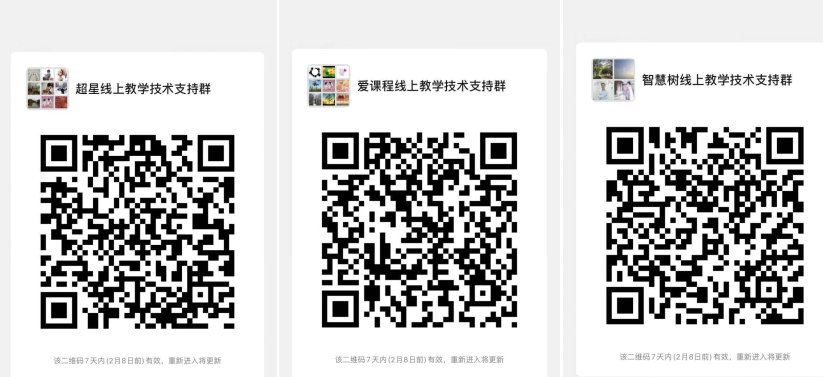 超星线上教学技术支持群
该二维码7天内(2月8日前)有效，重新进入将更新
爱课程线上教学技术支持群
该二维码7天内(2月8日前)有效，重新进入将更新
智慧树线上教学技术支持群
该二维码7天内(2月8日前)有效，重新进入将更新